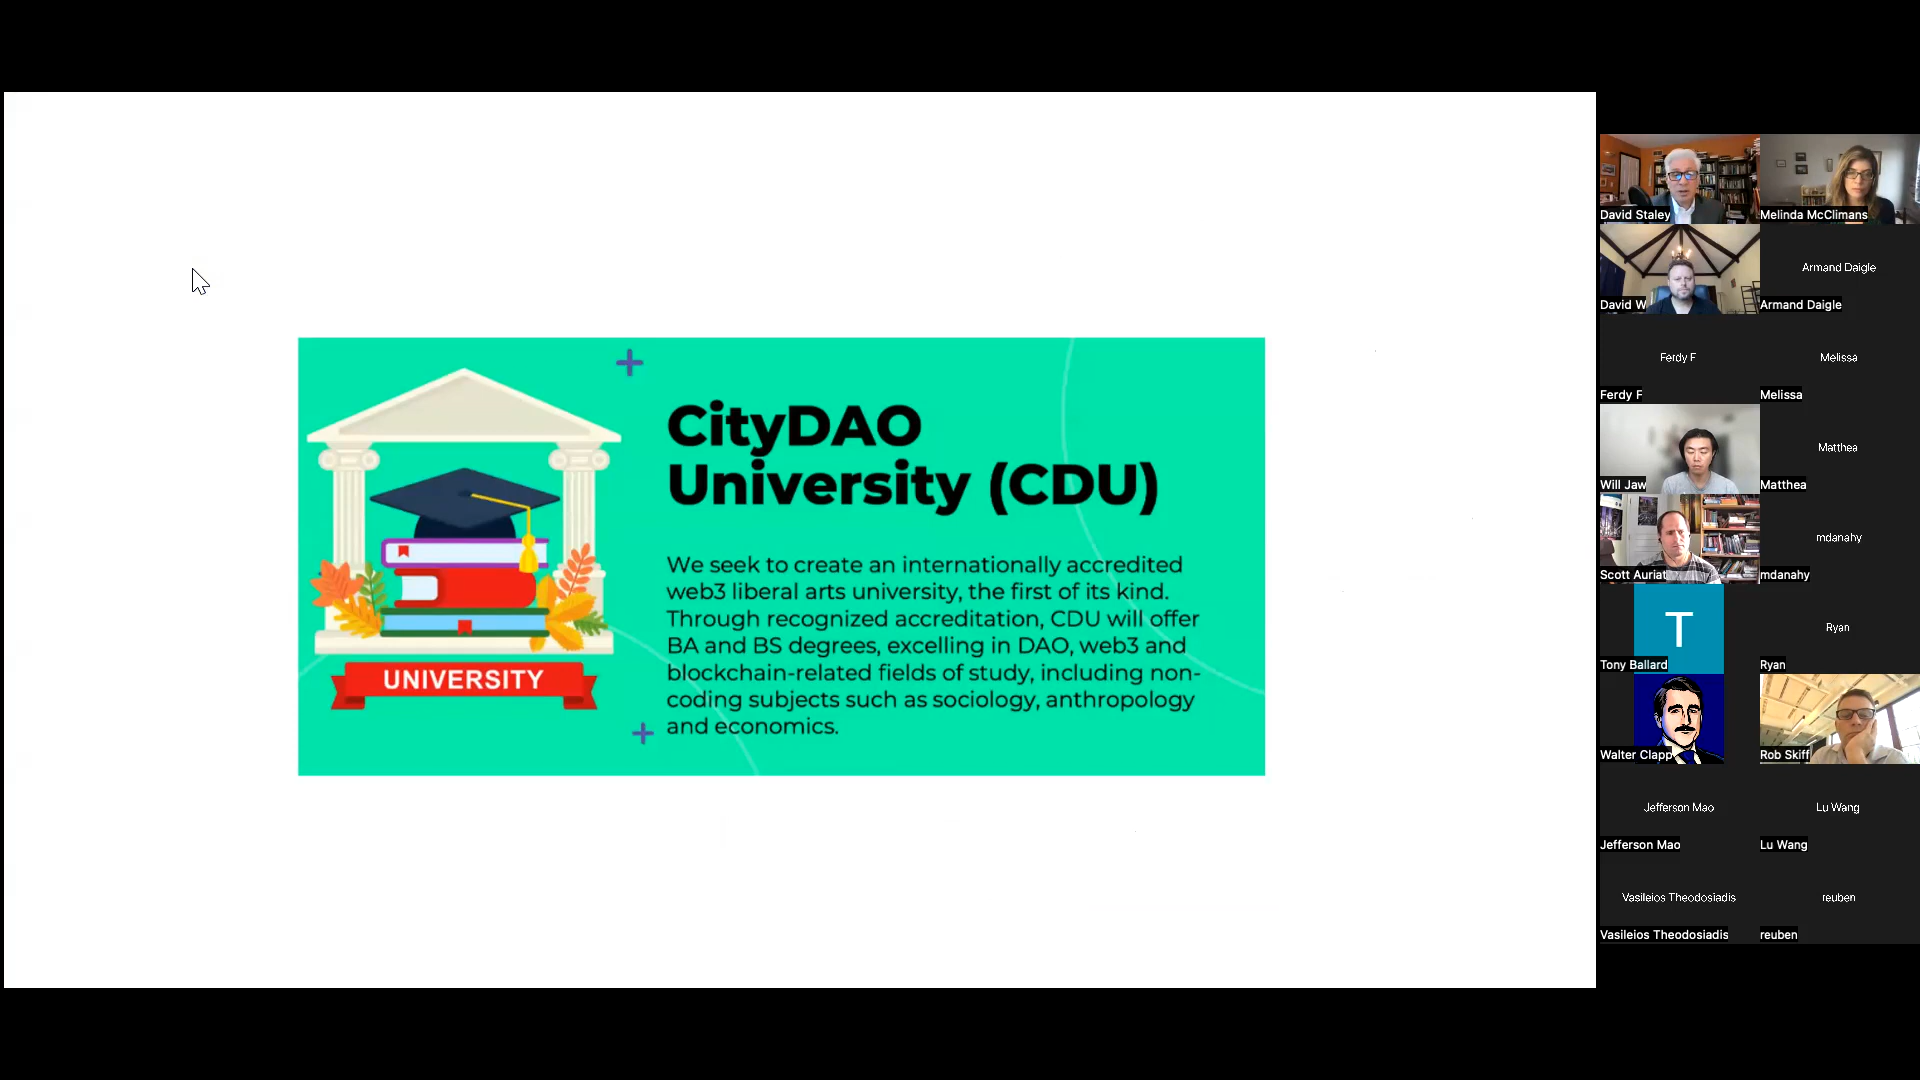 CityDAO
University (CDU)
We seek to create an internationally accredited
web3 liberal arts university, the first of its kind.
Through recognized accreditation, CDU will offer
BA and BS degrees, excelling in DAO, web3 and
blockchain-related fields of study, including non-
coding subjects such as sociology, anthropology
and economics.
UNIVERSITY
David Staley
Melinda McClimans
David W
Armand Daigle
Armand Daigle
Ferdy F
Ferdy F
Melissa
Melissa
Will Jaw
Matthea
Matthea
Scott Auriat
mdanahy
mdanahy
T
Tony Ballard
Ryan
Ryan
Walter Clapp
Rob Skiff
Jefferson Mao
Jefferson Mao
Lu Wang
Lu Wang
Vasileios Theodosiadis
Vasileios Theodosiadis
reuben
reuben